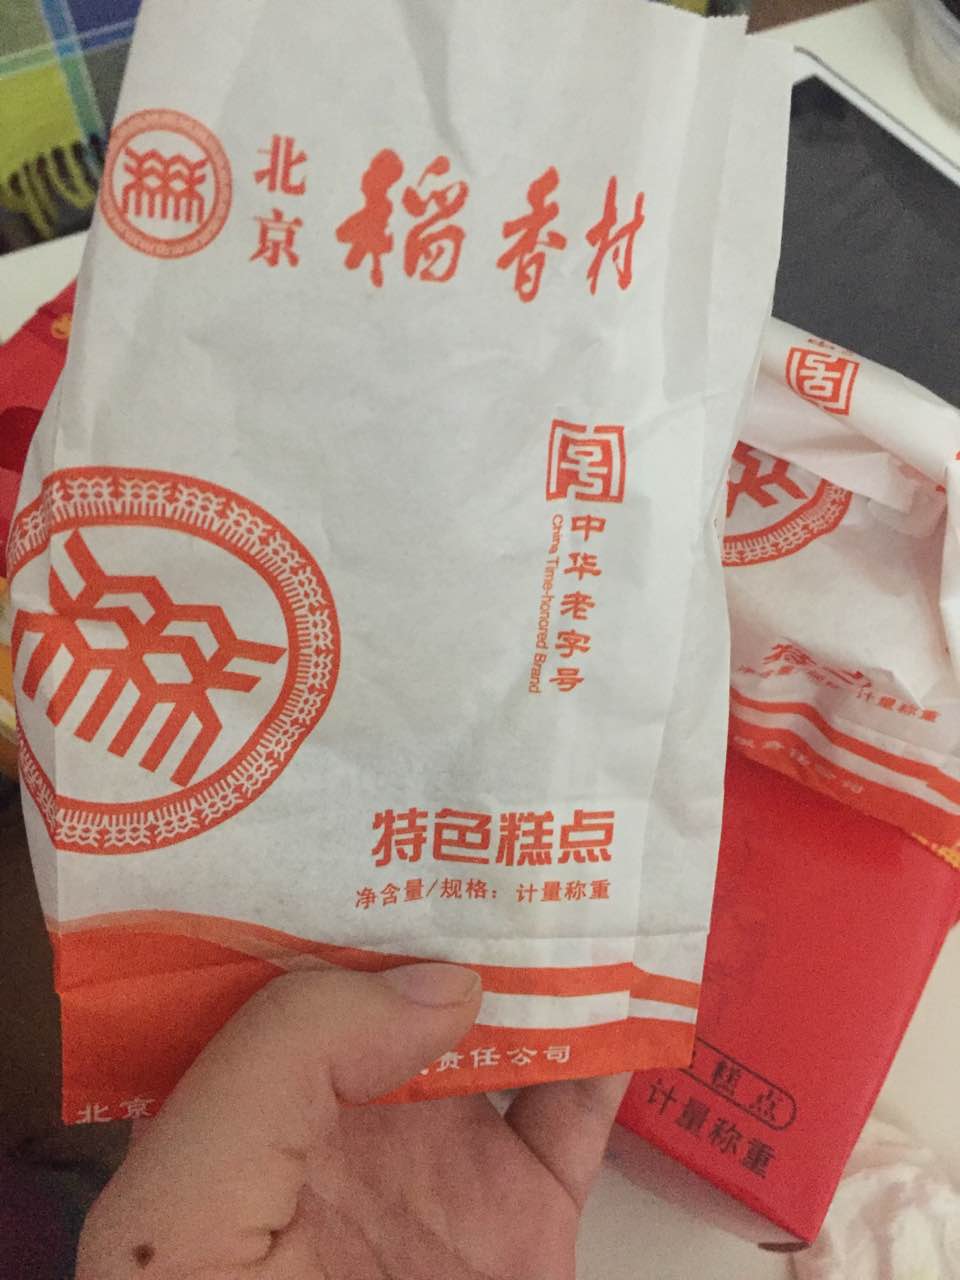 北京
稻香村
中华老字号
China Time-honored Brand
特色糕点
净含量/规格：计量称重
北京
责任公司
计量称重
糕点
计量称重